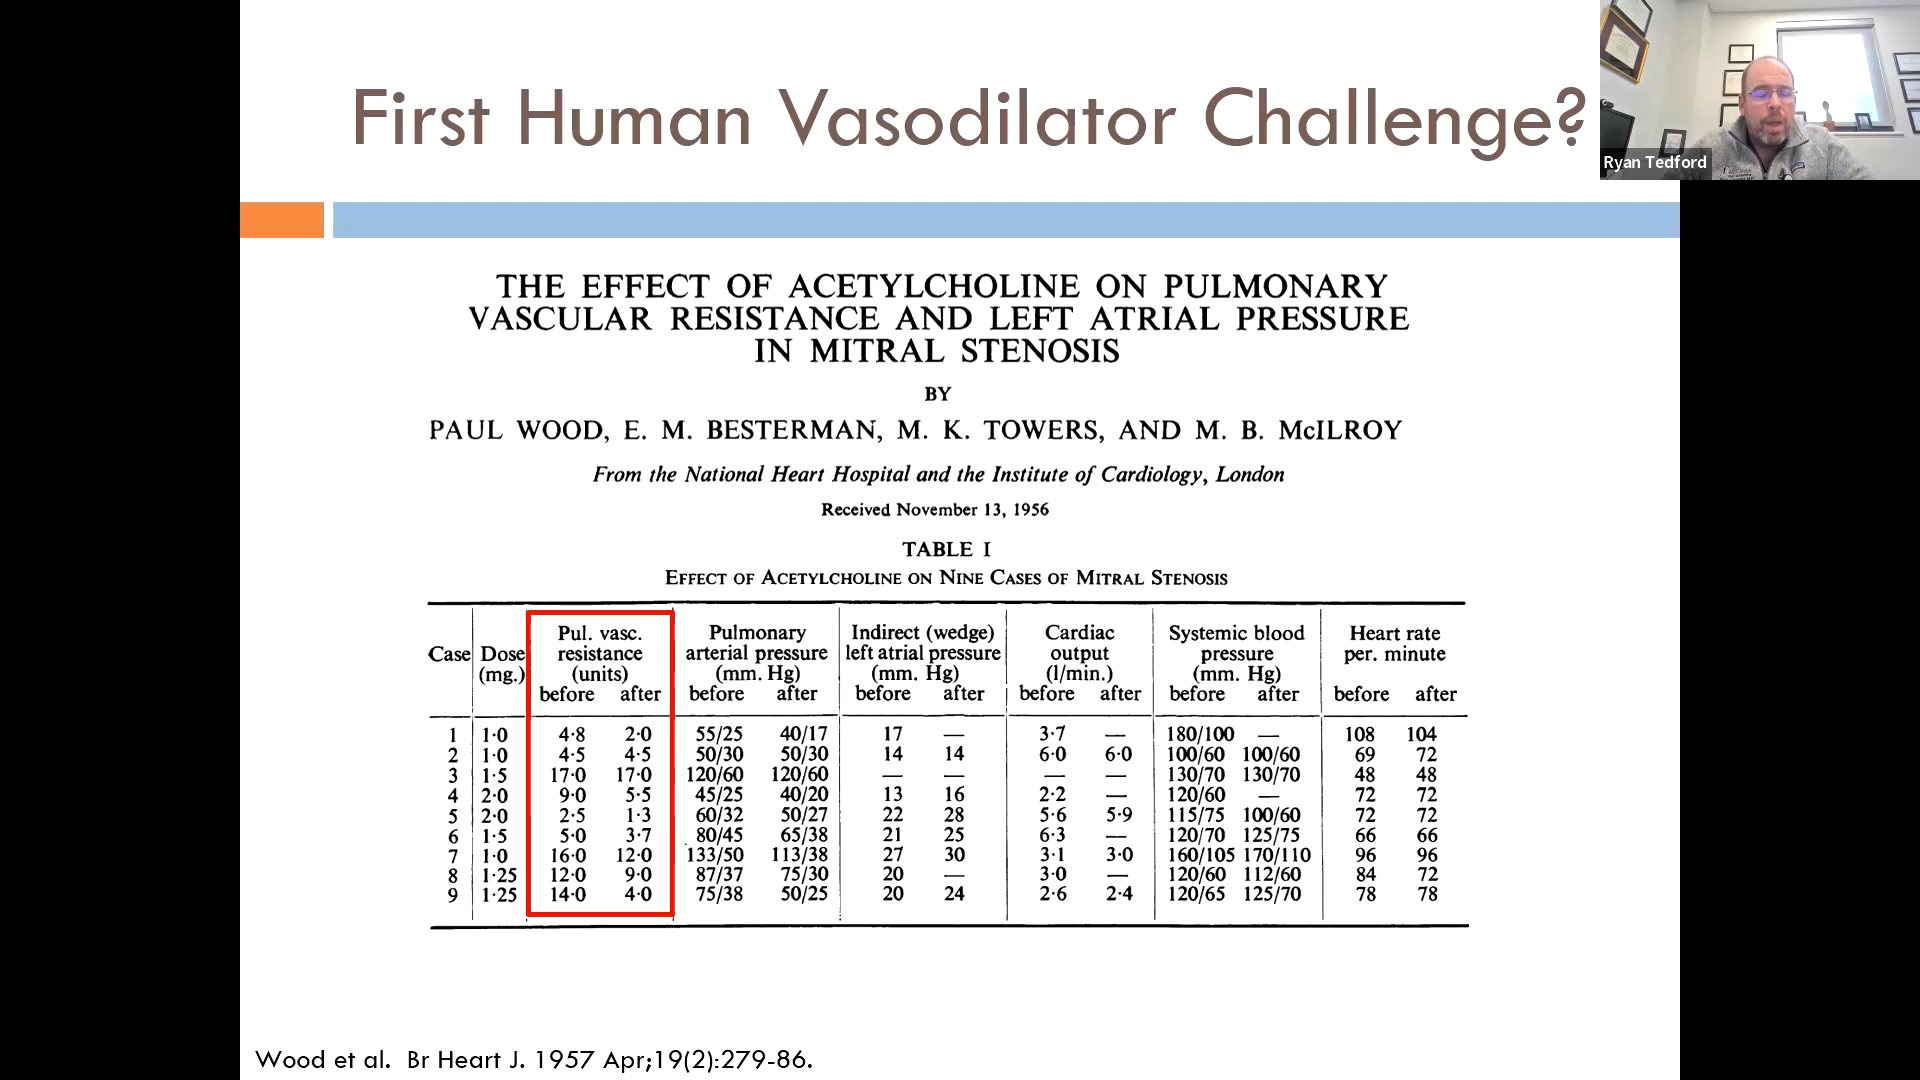 First Human Vasodilator Challenge?
Ryan Tedford
THE EFFECT OF ACETYLCHOLINE ON PULMONARY
VASCULAR RESISTANCE AND LEFT ATRIAL PRESSURE
IN MITRAL STENOSIS
BY
PAUL WOOD, E. M. BESTERMAN, M. K. TOWERS, AND M. B. McILROY
From the National Heart Hospital and the Institute of Cardiology, London
Received November 13, 1956
TABLE I
EFFECT OF ACETYLCHOLINE ON NINE CASES OF MITRAL STENOSIS
Pul. vasc. Pulmonary Indirect (wedge) Cardiac Systemic blood Heart rate
Case Dose resistance arterial pressure left atrial pressure output pressure per. minute
(mg.) (units) (mm. Hg) (mm. Hg) (l/min.) (mm. Hg)
before after before after before after before after before after before after
1 1·0 4·8 2·0 55/25 40/17 17 — 3·7 — 180/100 — 108 104
2 1·0 4·5 4·5 50/30 50/30 14 14 6·0 6·0 100/60 100/60 69 72
3 1·5 17·0 17·0 120/60 120/60 — — — — 130/70 130/70 48 48
4 2·0 9·0 5·5 45/25 40/20 13 16 2·2 — 120/60 — 72 72
5 2·0 2·5 1·3 60/32 50/27 22 28 5·6 5·9 115/75 100/60 72 72
6 1·5 5·0 3·7 80/45 65/38 21 25 6·3 — 120/70 125/75 66 66
7 1·0 16·0 12·0 133/50 113/38 27 30 3·1 3·0 160/105 170/110 96 96
8 1·25 12·0 9·0 87/37 75/30 20 — 3·0 — 120/60 112/60 84 72
9 1·25 14·0 4·0 75/38 50/25 20 24 2·6 2·4 120/65 125/70 78 78
Wood et al. Br Heart J. 1957 Apr;19(2):279-86.